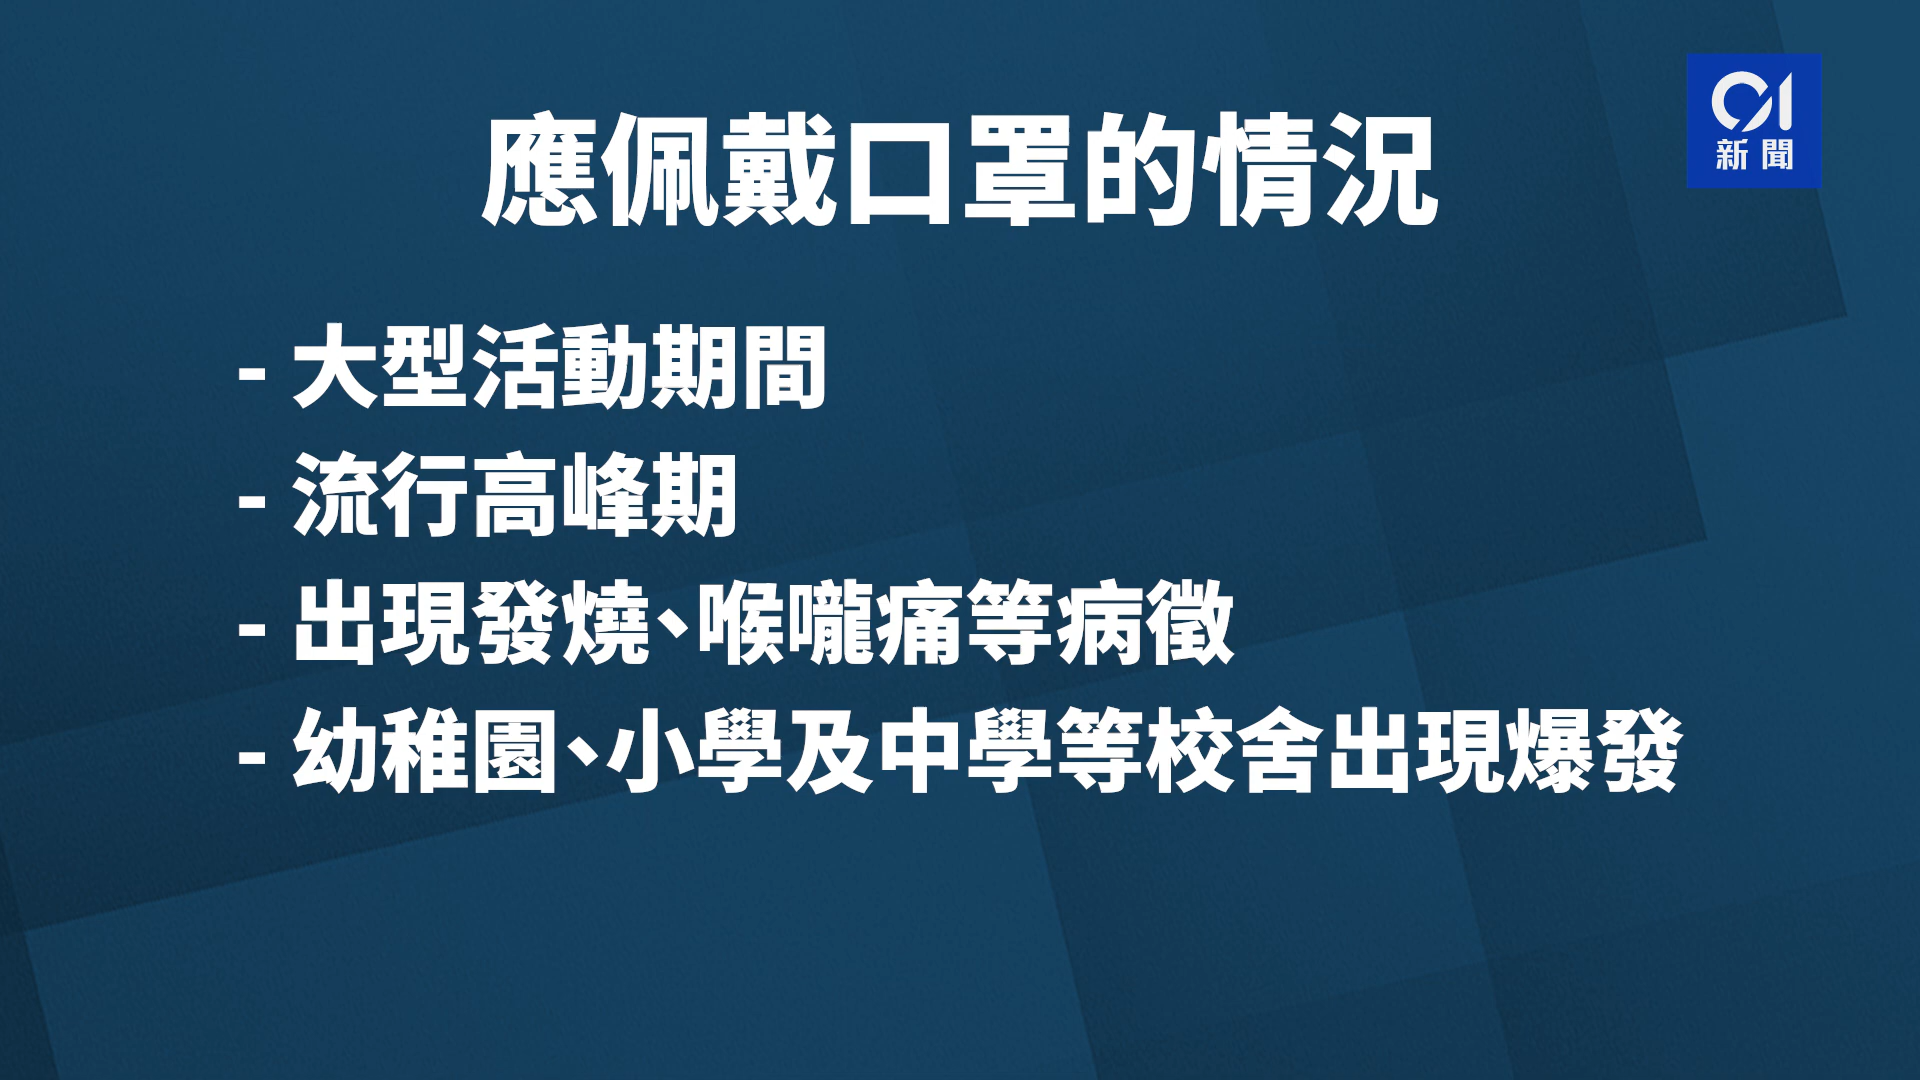 01
新聞
應佩戴口罩的情況
- 大型活動期間
- 流行高峰期
- 出現發燒、喉嚨痛等病徵
- 幼稚園、小學及中學等校舍出現爆發